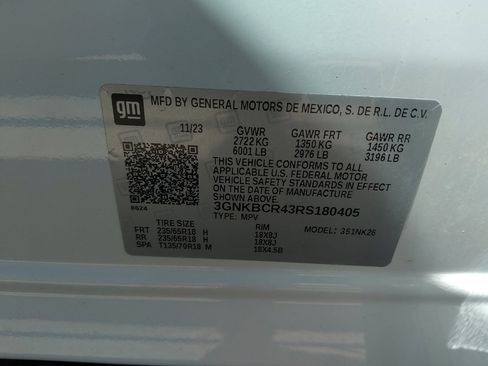 gm
MFD BY GENERAL MOTORS DE MEXICO, S. DE R.L. DE C.V.
11/23 GVWR GAWR FRT GAWR RR
2722 KG 1350 KG 1450 KG
6001 LB 2976 LB 3196 LB
THIS VEHICLE CONFORMS TO ALL
APPLICABLE U.S. FEDERAL MOTOR
VEHICLE SAFETY STANDARDS IN EFFECT
ON THE DATE OF MANUFACTURE
SHOWN ABOVE.
3GNKBCR43RS180405
8624 TYPE: MPV MODEL: 1NK26
TIRE SIZE RIM
FRT 235/65R18 H 18X8J
RR 235/65R18 H 18X8J
SPA T135/70R18 M 18X4.5B